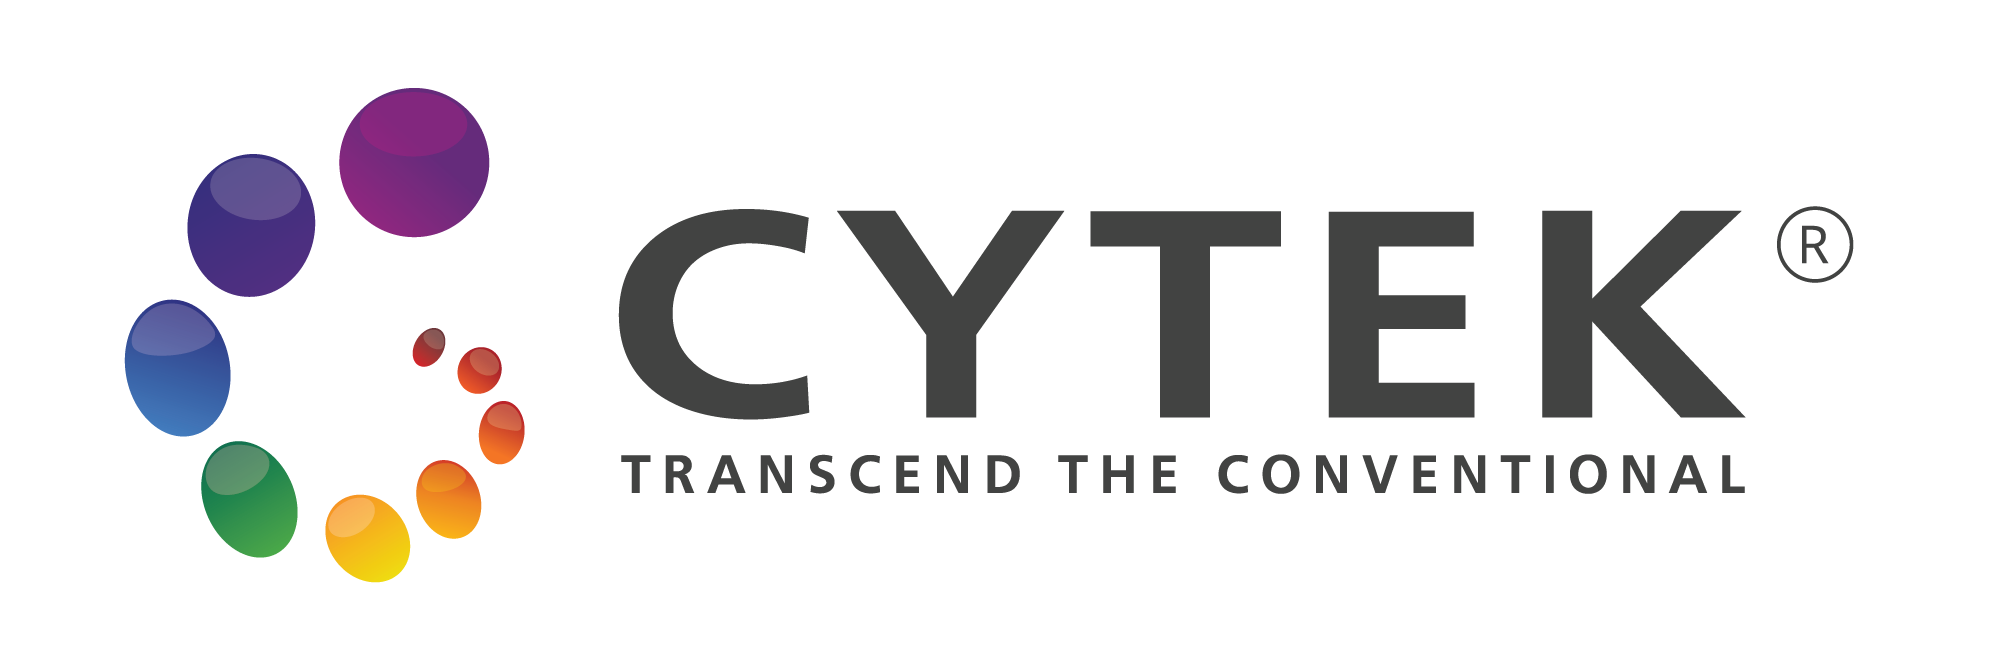 CYTEK®
TRANSCEND THE CONVENTIONAL